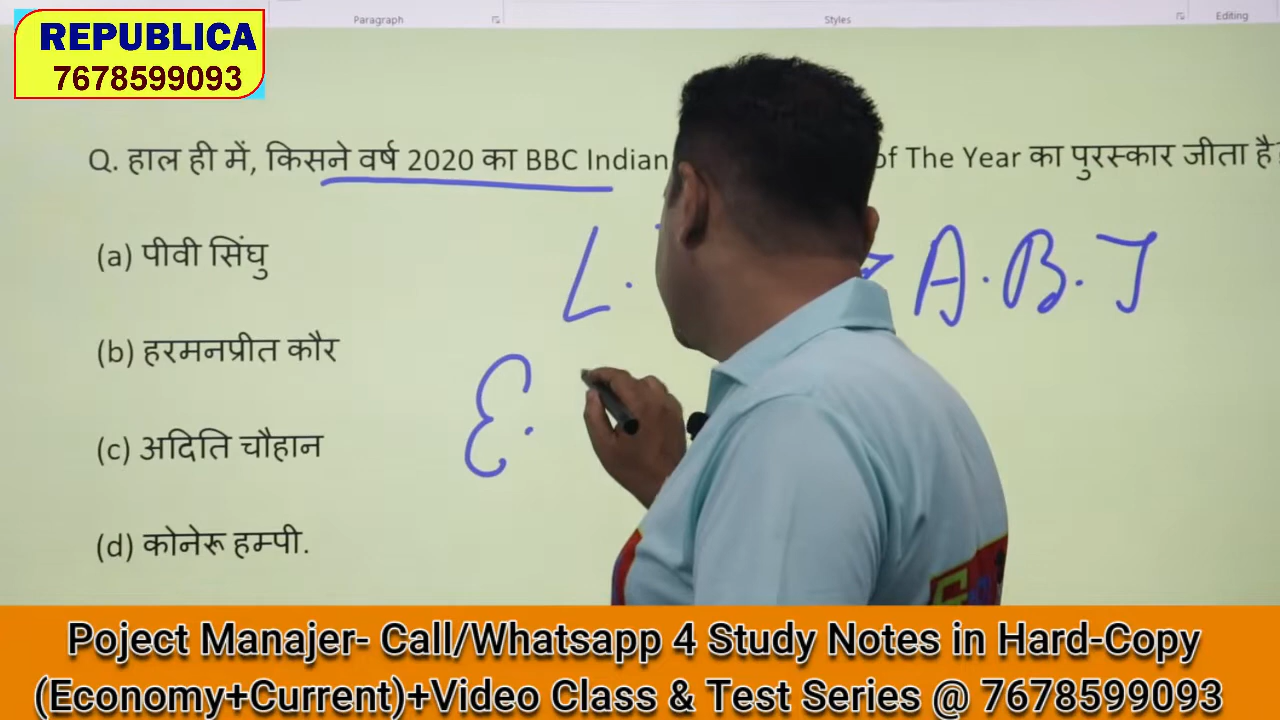 Paragraph Styles Editing
REPUBLICA
7678599093
Q. हाल ही में, किसने वर्ष 2020 का BBC Indian of The Year का पुरस्कार जीता है
(a) पीवी सिंघु
L. A.B.J
(b) हरमनप्रीत कौर
E.
(c) अदिति चौहान
(d) कोनेरू हम्पी.
Poject Manajer- Call/Whatsapp 4 Study Notes in Hard-Copy
(Economy+Current)+Video Class & Test Series @ 7678599093